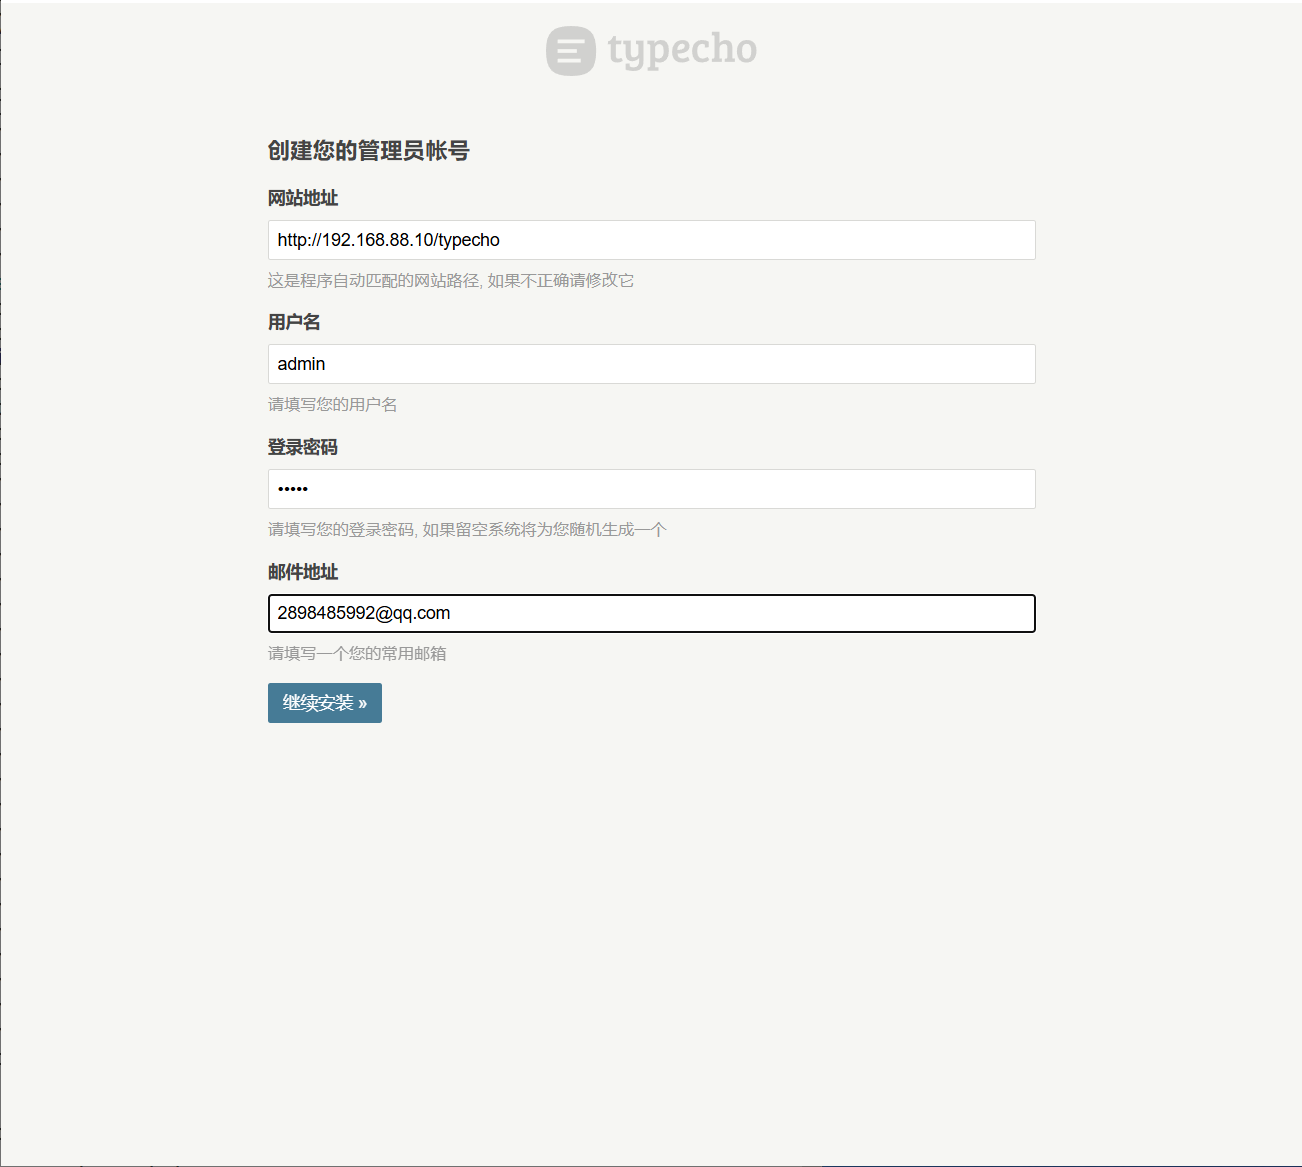 typecho
创建您的管理员帐号
网站地址
http://192.168.88.10/typecho
这是程序自动匹配的网站路径, 如果不正确请修改它
用户名
admin
请填写您的用户名
登录密码
•••••
请填写您的登录密码, 如果留空系统将为您随机生成一个
邮件地址
2898485992@qq.com
请填写一个您的常用邮箱
继续安装 »